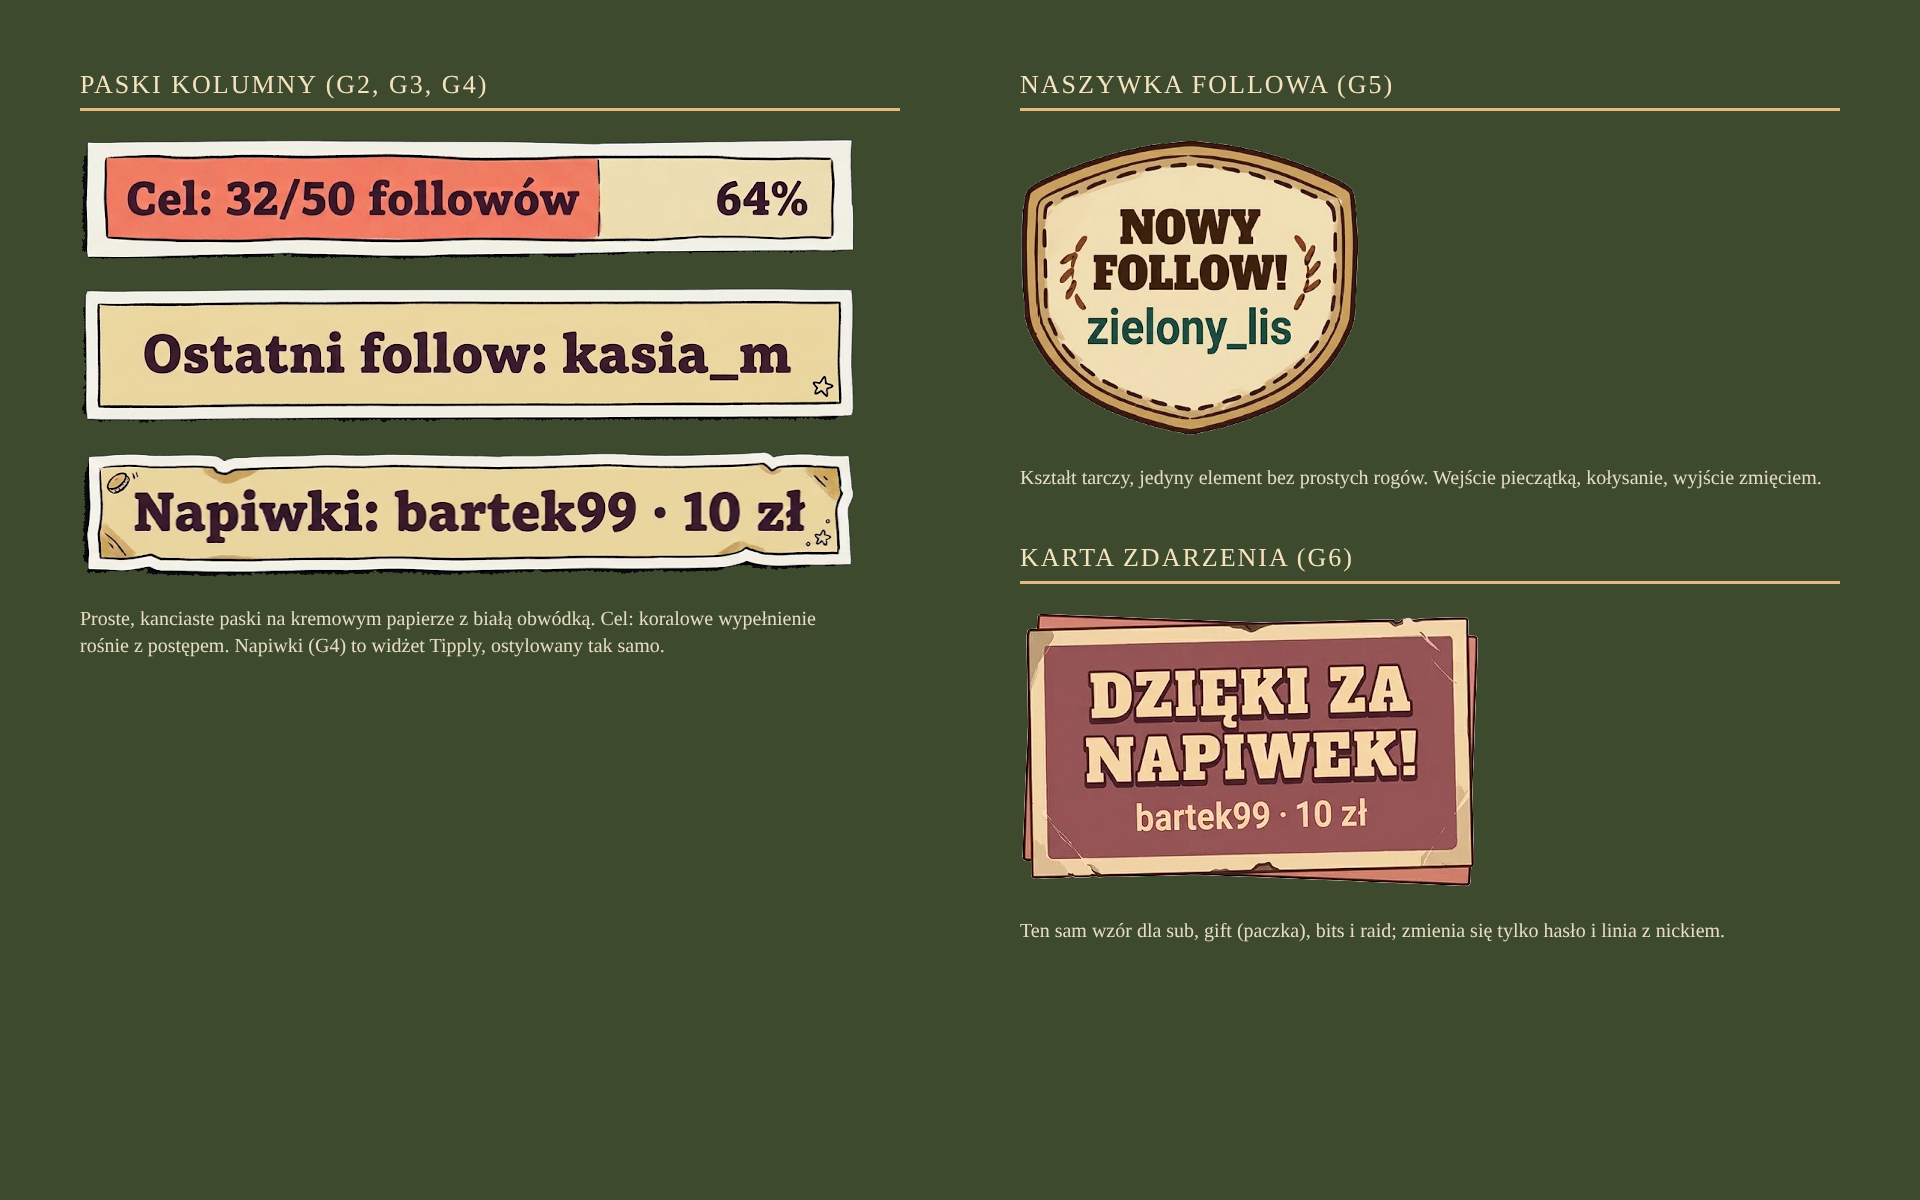 PASKI KOLUMNY (G2, G3, G4)
Cel: 32/50 followów 64%
Ostatni follow: kasia_m
Napiwki: bartek99 · 10 zł
Proste, kanciaste paski na kremowym papierze z białą obwódką. Cel: koralowe wypełnienie
rośnie z postępem. Napiwki (G4) to widżet Tipply, ostylowany tak samo.
NASZYWKA FOLLOWA (G5)
NOWY
FOLLOW!
zielony_lis
Kształt tarczy, jedyny element bez prostych rogów. Wejście pieczątką, kołysanie, wyjście zmięciem.
KARTA ZDARZENIA (G6)
DZIĘKI ZA
NAPIWEK!
bartek99 · 10 zł
Ten sam wzór dla sub, gift (paczka), bits i raid; zmienia się tylko hasło i linia z nickiem.